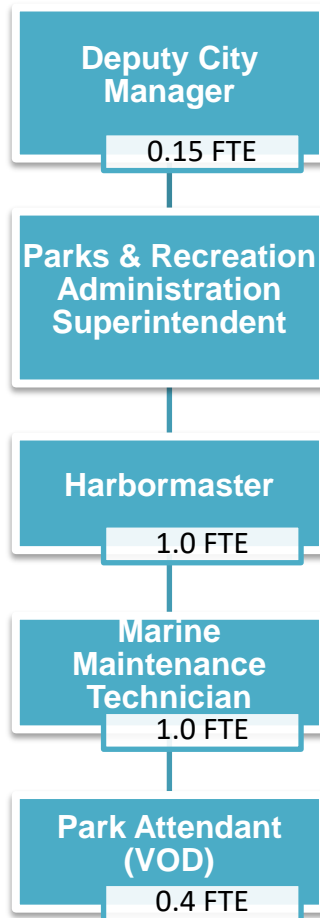 Deputy City
Manager
0.15 FTE
Parks & Recreation
Administration
Superintendent
Harbormaster
1.0 FTE
Marine
Maintenance
Technician
1.0 FTE
Park Attendant
(VOD)
0.4 FTE